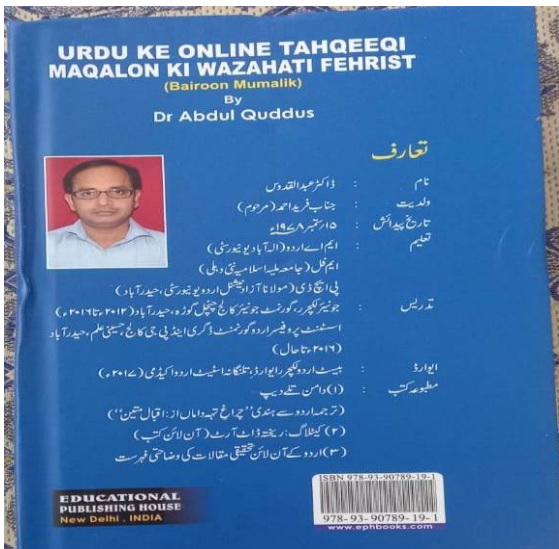 URDU KE ONLINE TAHQEEQI
MAQALON KI WAZAHATI FEHRIST
(Bairoon Mumalik)
By
Dr Abdul Quddus
تعارف
نام : ڈاکٹر عبدالقدوس
ولدیت : جناب فرید احمد (مرحوم)
تاریخ پیدائش : ۱۵ ستمبر ۱۹۷۸ء
تعلیم : ایم اے اردو (الہ آباد یونیورسٹی)
ایم فل (جامعہ ملیہ اسلامیہ نئی دہلی)
پی ایچ ڈی (مولانا آزاد نیشنل اردو یونیورسٹی، حیدرآباد)
تدریس : جونیئر لکچرر، گورنمنٹ جونیئر کالج چنچل گوڑہ، حیدرآباد (۲۰۱۲ء تا ۲۰۱۶ء)
اسسٹنٹ پروفیسر اردو گورنمنٹ ڈگری اینڈ پی جی کالج، حسینی علم، حیدرآباد
(۲۰۱۶ء تا حال)
ایوارڈ : بیسٹ اردو لکچرر ایوارڈ، تلنگانہ اسٹیٹ اردو اکیڈمی (۲۰۱۷ء)
مطبوعہ کتب : (۱) دامن تلے دیپ
(ترجمہ اردو سے ہندی "چراغ تہہ داماں از: اقبال متین")
(۲) کیٹلاگ: ریختہ ڈاٹ آرگ (آن لائن کتب)
(۳) اردو کے آن لائن تحقیقی مقالات کی وضاحتی فہرست
ISBN 978-93-90789-19-1
978-93-90789-19-1
www.ephbooks.com
EDUCATIONAL
PUBLISHING HOUSE
New Delhi , INDIA